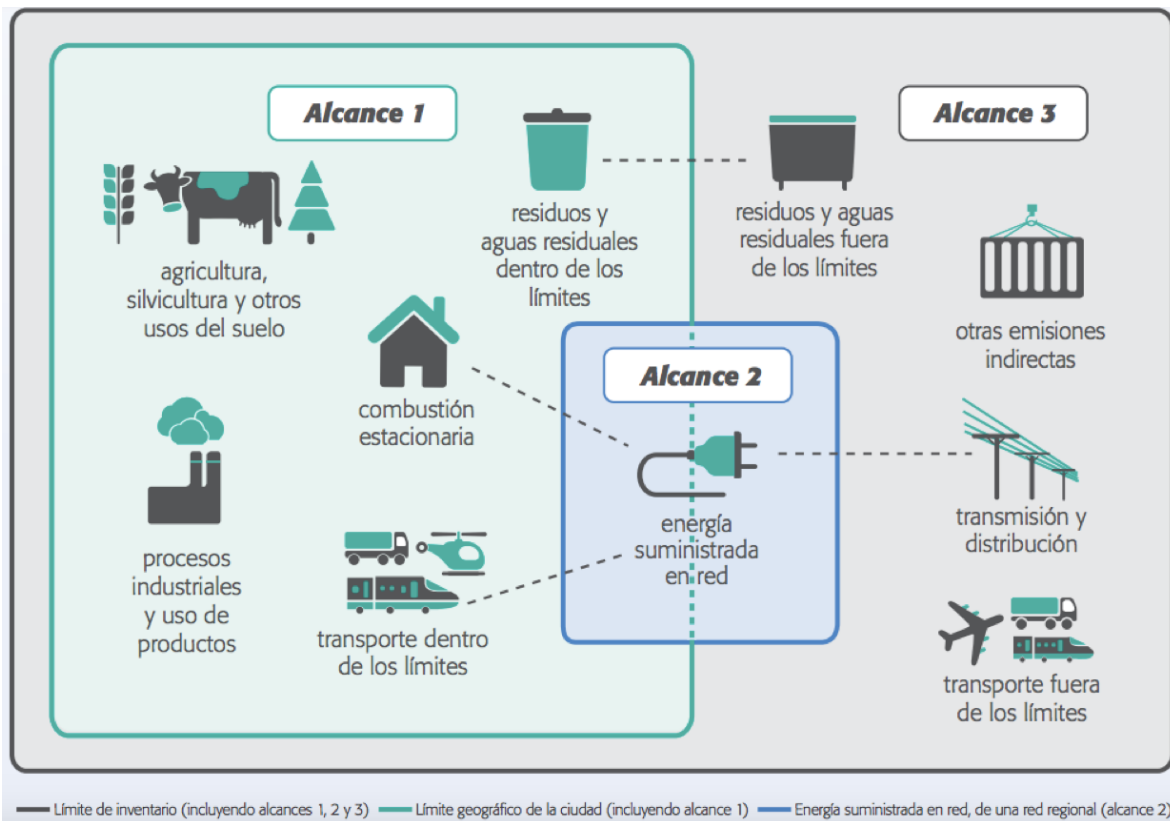 Alcance 1
Alcance 3
agricultura,
silvicultura y otros
usos del suelo
residuos y
aguas residuales
dentro de los
límites
residuos y aguas
residuales fuera
de los límites
otras emisiones
indirectas
combustión
estacionaria
Alcance 2
energía
suministrada
en red
transmisión y
distribución
procesos
industriales
y uso de
productos
transporte dentro
de los límites
transporte fuera
de los límites
Límite de inventario (incluyendo alcances 1, 2 y 3)
Límite geográfico de la ciudad (incluyendo alcance 1)
Energía suministrada en red, de una red regional (alcance 2)